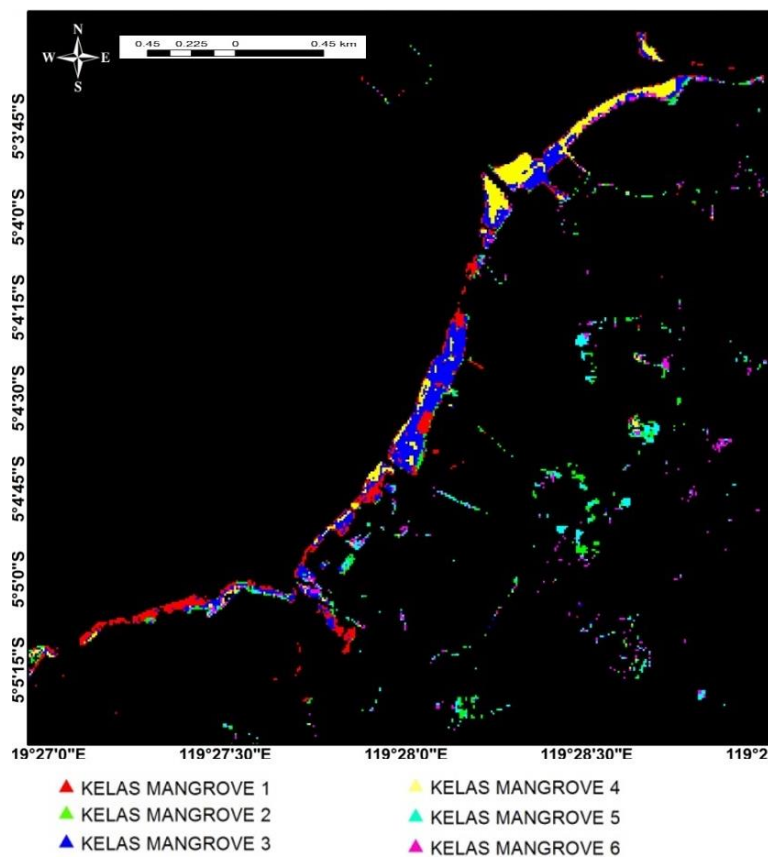 N
W E
S
0.45 0.225 0 0.45 km
5°3'45"S
5°4'0"S
5°4'15"S
5°4'30"S
5°4'45"S
5°5'0"S
5°5'15"S
19°27'0"E 119°27'30"E 119°28'0"E 119°28'30"E 119°2
KELAS MANGROVE 1
KELAS MANGROVE 2
KELAS MANGROVE 3
KELAS MANGROVE 4
KELAS MANGROVE 5
KELAS MANGROVE 6